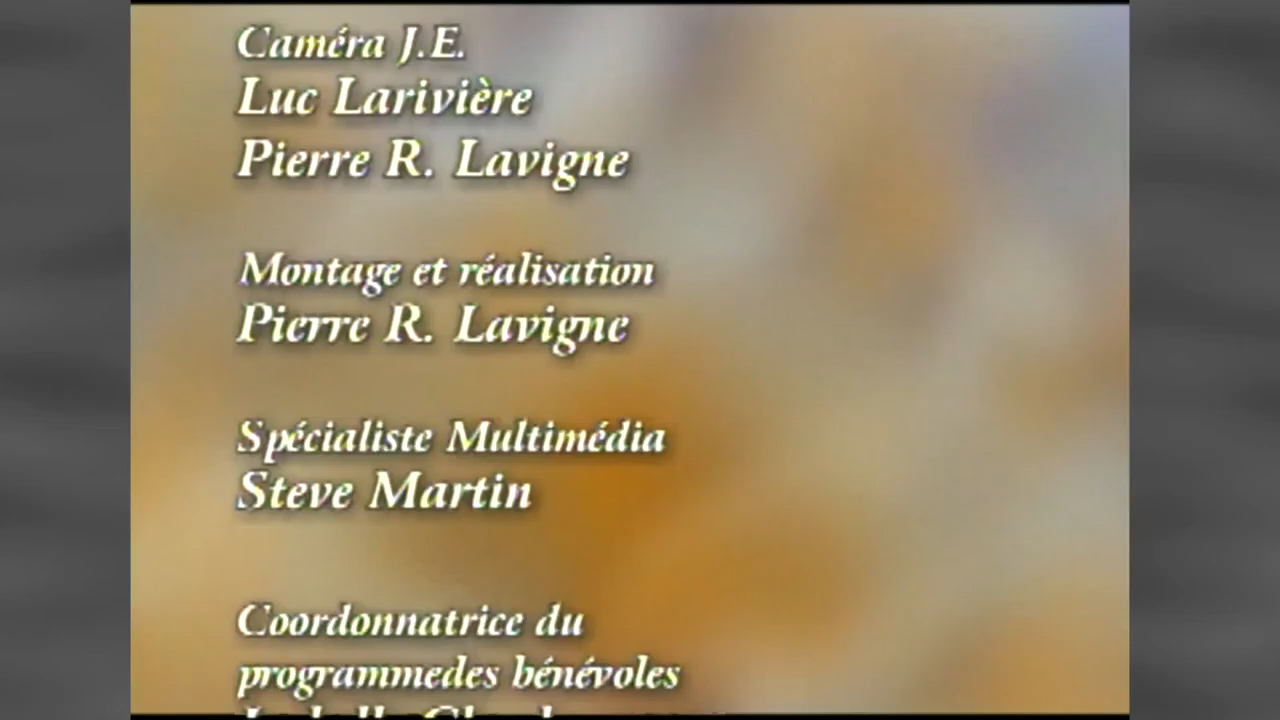 Caméra J.E.
Luc Larivière
Pierre R. Lavigne
Montage et réalisation
Pierre R. Lavigne
Spécialiste Multimédia
Steve Martin
Coordonnatrice du
programmedes bénévoles